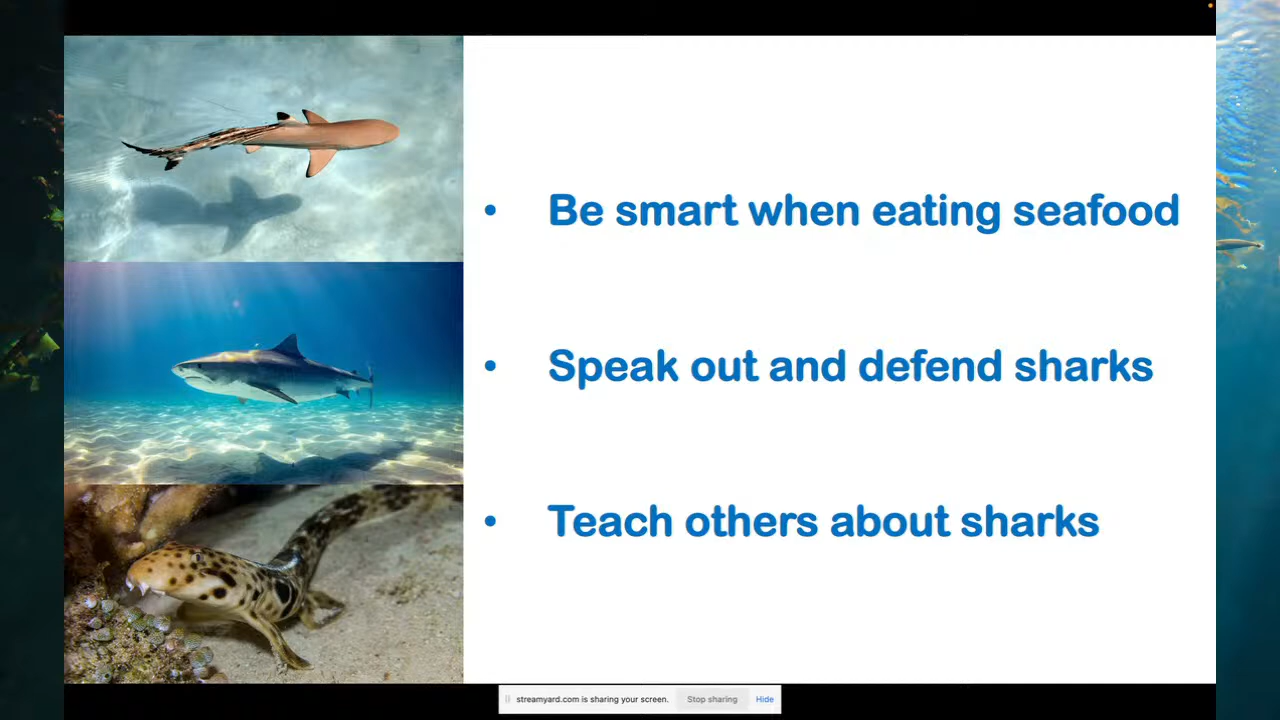 • Be smart when eating seafood
• Speak out and defend sharks
• Teach others about sharks
streamyard.com is sharing your screen. Stop sharing Hide